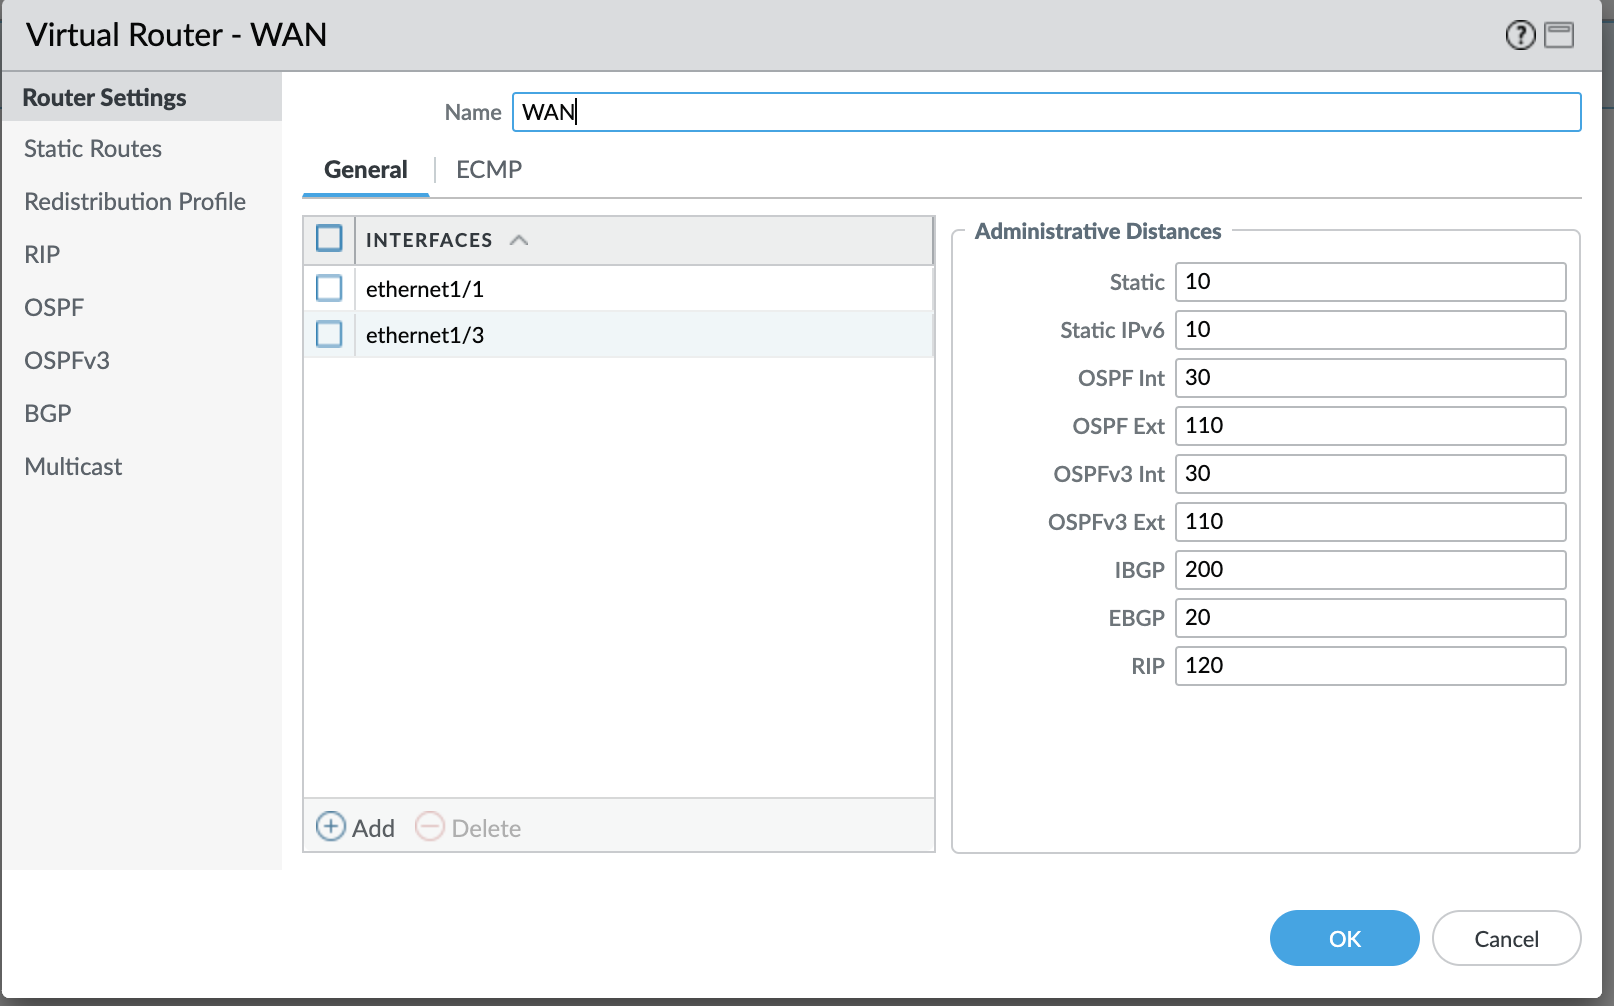 Virtual Router - WAN
Router Settings
Static Routes
Redistribution Profile
RIP
OSPF
OSPFv3
BGP
Multicast
Name WAN
General ECMP
INTERFACES
ethernet1/1
ethernet1/3
Add Delete
Administrative Distances
Static 10
Static IPv6 10
OSPF Int 30
OSPF Ext 110
OSPFv3 Int 30
OSPFv3 Ext 110
IBGP 200
EBGP 20
RIP 120
OK Cancel